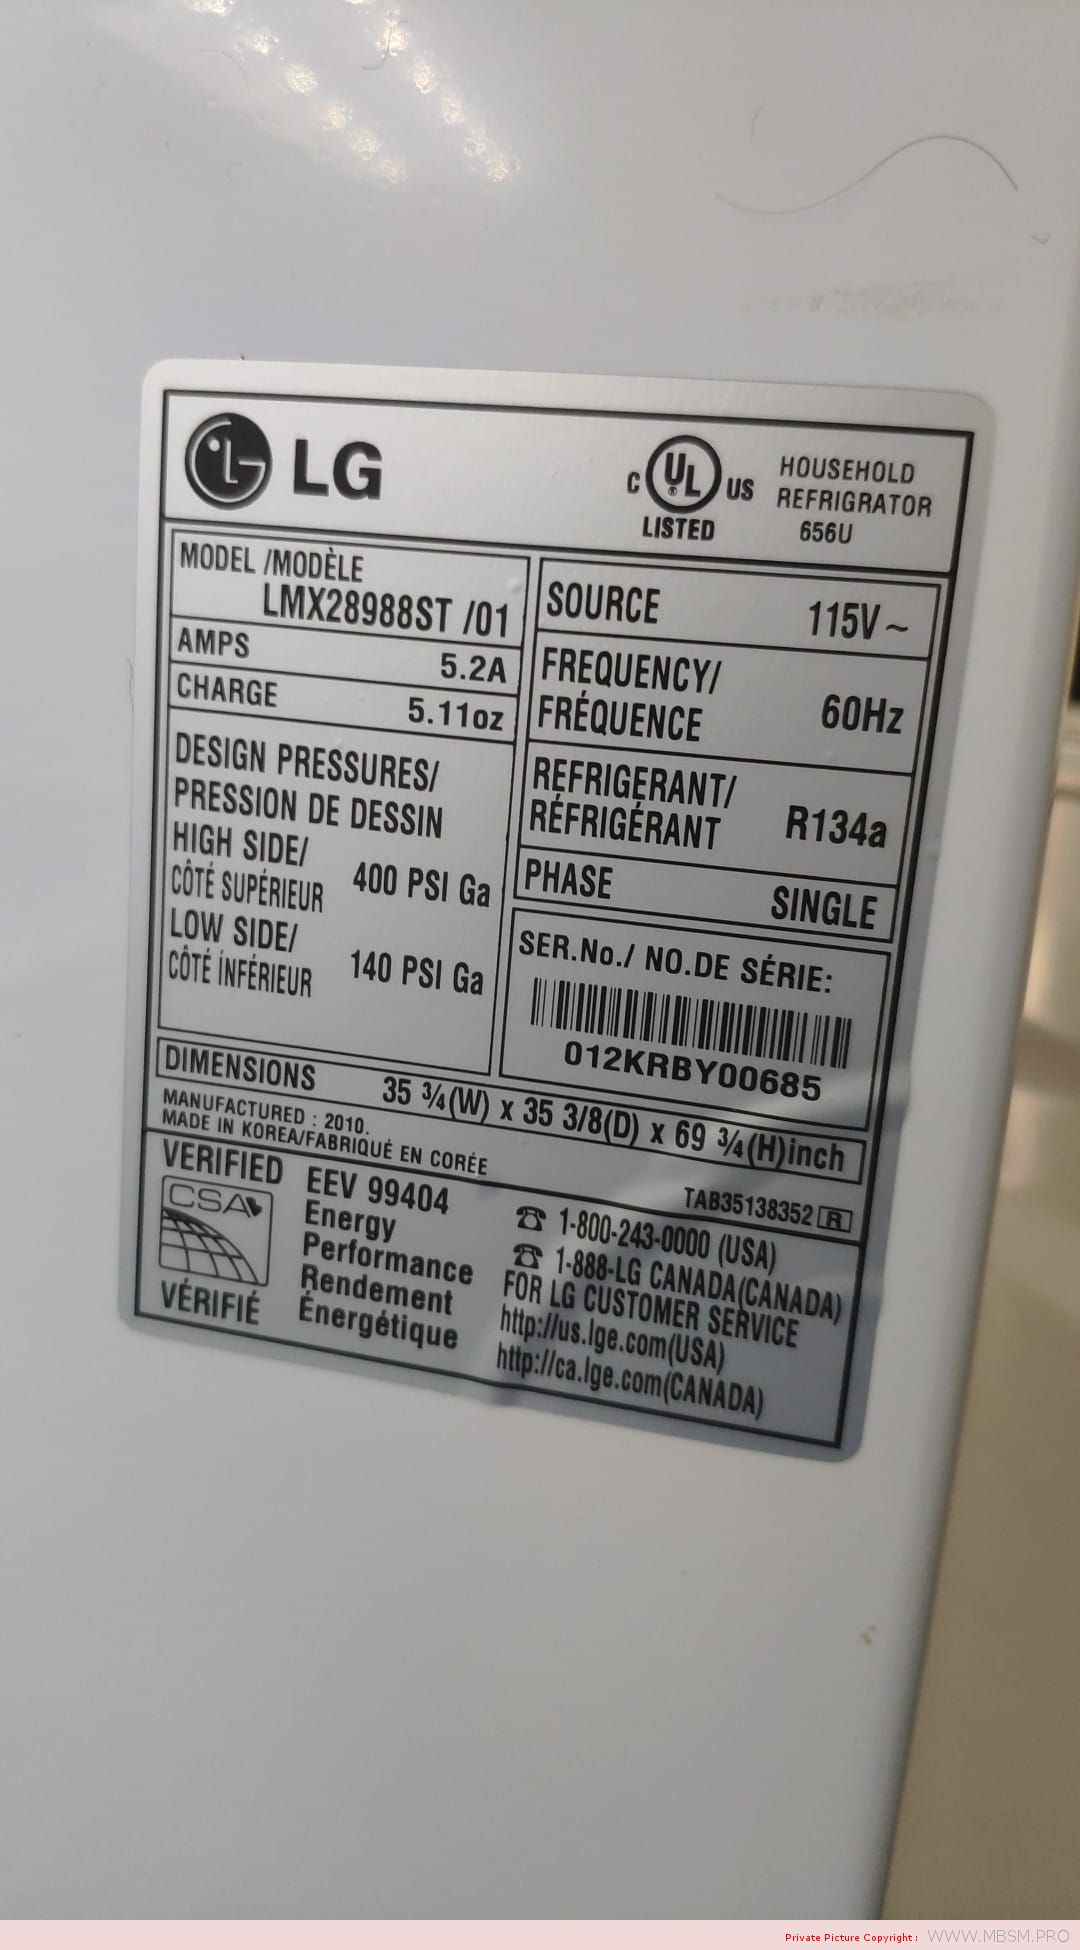 LG
C UL US
LISTED
HOUSEHOLD
REFRIGRATOR
656U
MODEL /MODÈLE
LMX28988ST /01
AMPS 5.2A
CHARGE 5.11oz
DESIGN PRESSURES/
PRESSION DE DESSIN
HIGH SIDE/
CÔTÉ SUPÉRIEUR 400 PSI Ga
LOW SIDE/
CÔTÉ ÍNFÉRIEUR 140 PSI Ga
SOURCE 115V~
FREQUENCY/
FRÉQUENCE 60Hz
REFRIGERANT/
RÉFRIGÉRANT R134a
PHASE SINGLE
SER.No./ NO.DE SÉRIE:
012KRBY00685
DIMENSIONS 35 ¾(W) x 35 3/8(D) x 69 ¾(H)inch
MANUFACTURED : 2010.
MADE IN KOREA/FABRIQUÉ EN CORÉE
TAB35138352 R
VERIFIED
CSA
VÉRIFIÉ
EEV 99404
Energy
Performance
Rendement
Énergétique
☎ 1-800-243-0000 (USA)
☎ 1-888-LG CANADA(CANADA)
FOR LG CUSTOMER SERVICE
http://us.lge.com(USA)
http://ca.lge.com(CANADA)
Private Picture Copyright : WWW.MBSM.PRO